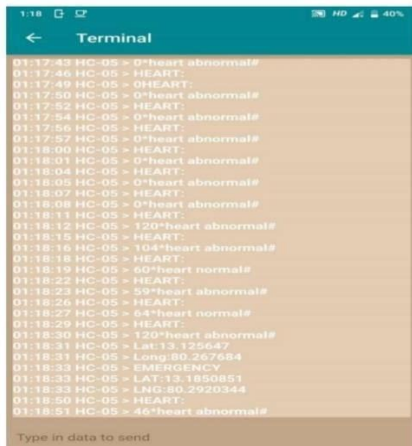 1:18 HD 40%
Terminal
01:17:43 HC-05 > 0*heart abnormal#
01:17:46 HC-05 > HEART:
01:17:49 HC-05 > 0HEART:
01:17:50 HC-05 > 0*heart abnormal#
01:17:52 HC-05 > HEART:
01:17:54 HC-05 > 0*heart abnormal#
01:17:56 HC-05 > HEART:
01:17:57 HC-05 > 0*heart abnormal#
01:18:00 HC-05 > HEART:
01:18:01 HC-05 > 0*heart abnormal#
01:18:04 HC-05 > HEART:
01:18:05 HC-05 > 0*heart abnormal#
01:18:07 HC-05 > HEART:
01:18:08 HC-05 > 0*heart abnormal#
01:18:11 HC-05 > HEART:
01:18:12 HC-05 > 120*heart abnormal#
01:18:15 HC-05 > HEART:
01:18:16 HC-05 > 104*heart abnormal#
01:18:18 HC-05 > HEART:
01:18:19 HC-05 > 60*heart normal#
01:18:22 HC-05 > HEART:
01:18:23 HC-05 > 59*heart abnormal#
01:18:26 HC-05 > HEART:
01:18:27 HC-05 > 64*heart normal#
01:18:29 HC-05 > HEART:
01:18:30 HC-05 > 120*heart abnormal#
01:18:31 HC-05 > Lat:13.125647
01:18:31 HC-05 > Long:80.267684
01:18:33 HC-05 > EMERGENCY
01:18:33 HC-05 > LAT:13.1850851
01:18:33 HC-05 > LNG:80.2920344
01:18:50 HC-05 > HEART:
01:18:51 HC-05 > 46*heart abnormal#
Type in data to send